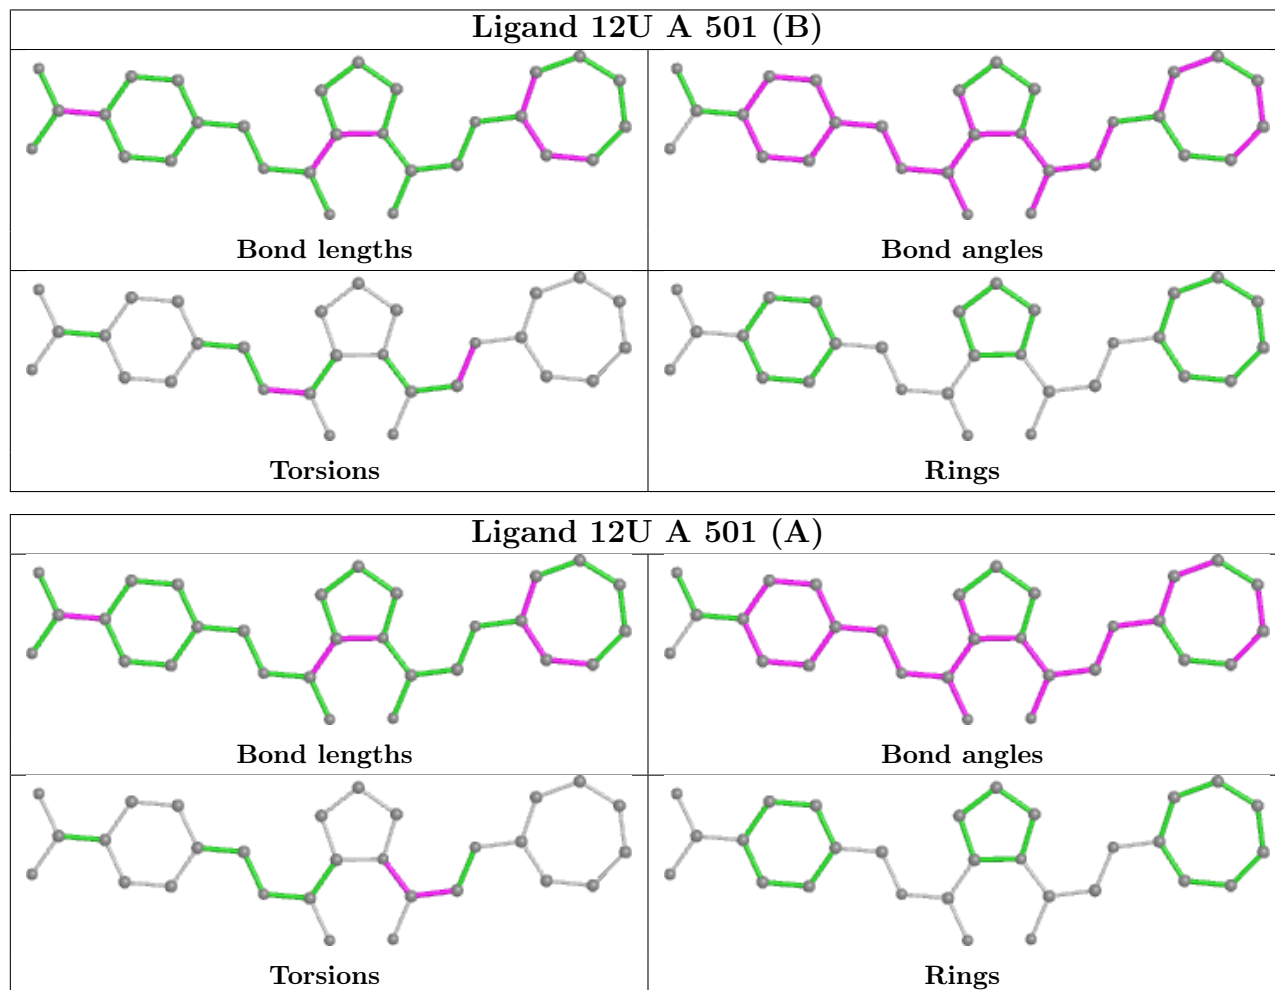 Ligand 12U A 501 (B)
Bond lengths
Bond angles
Torsions
Rings
Ligand 12U A 501 (A)
Bond lengths
Bond angles
Torsions
Rings